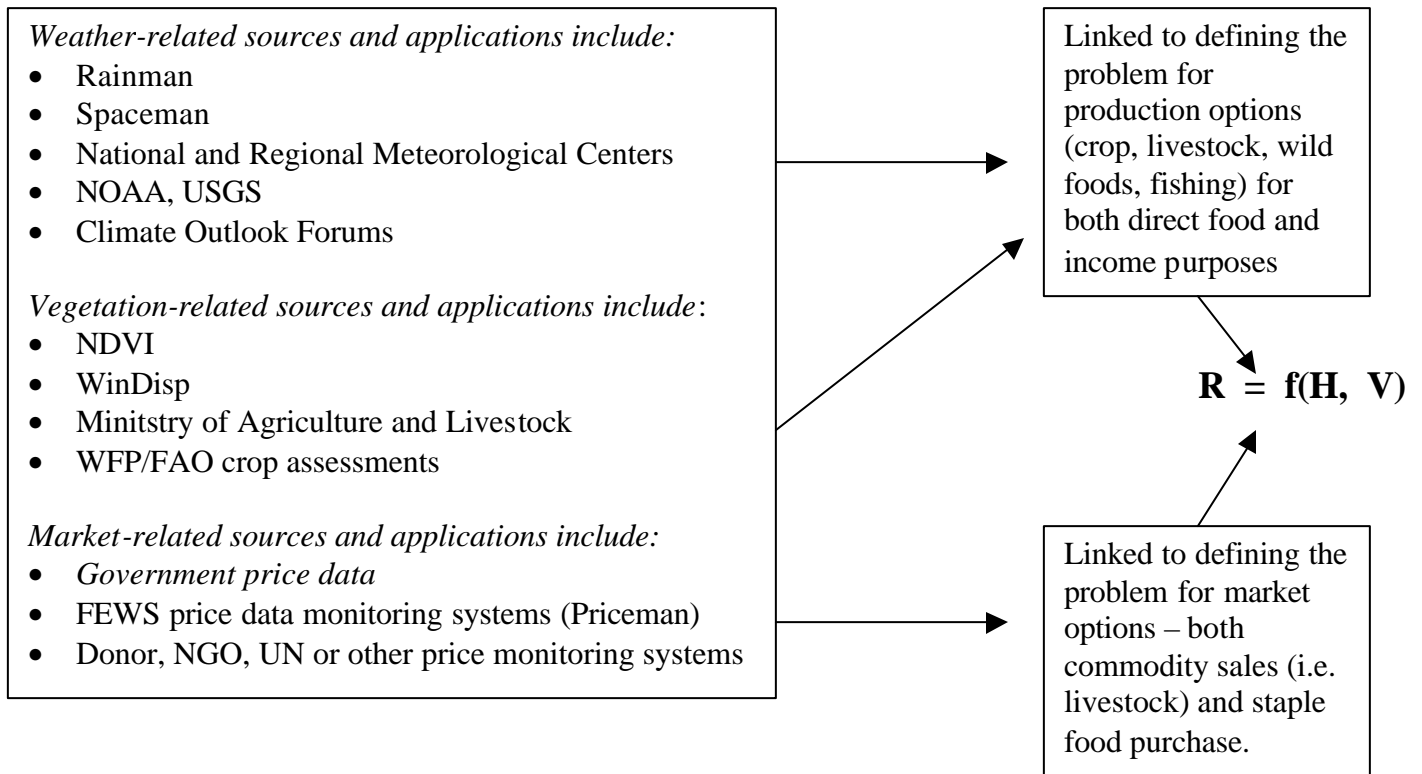 Weather-related sources and applications include:
• Rainman
• Spaceman
• National and Regional Meteorological Centers
• NOAA, USGS
• Climate Outlook Forums
Vegetation-related sources and applications include:
• NDVI
• WinDisp
• Minitstry of Agriculture and Livestock
• WFP/FAO crop assessments
Market-related sources and applications include:
• Government price data
• FEWS price data monitoring systems (Priceman)
• Donor, NGO, UN or other price monitoring systems
Linked to defining the
problem for
production options
(crop, livestock, wild
foods, fishing) for
both direct food and
income purposes
R = f(H, V)
Linked to defining the
problem for market
options – both
commodity sales (i.e.
livestock) and staple
food purchase.